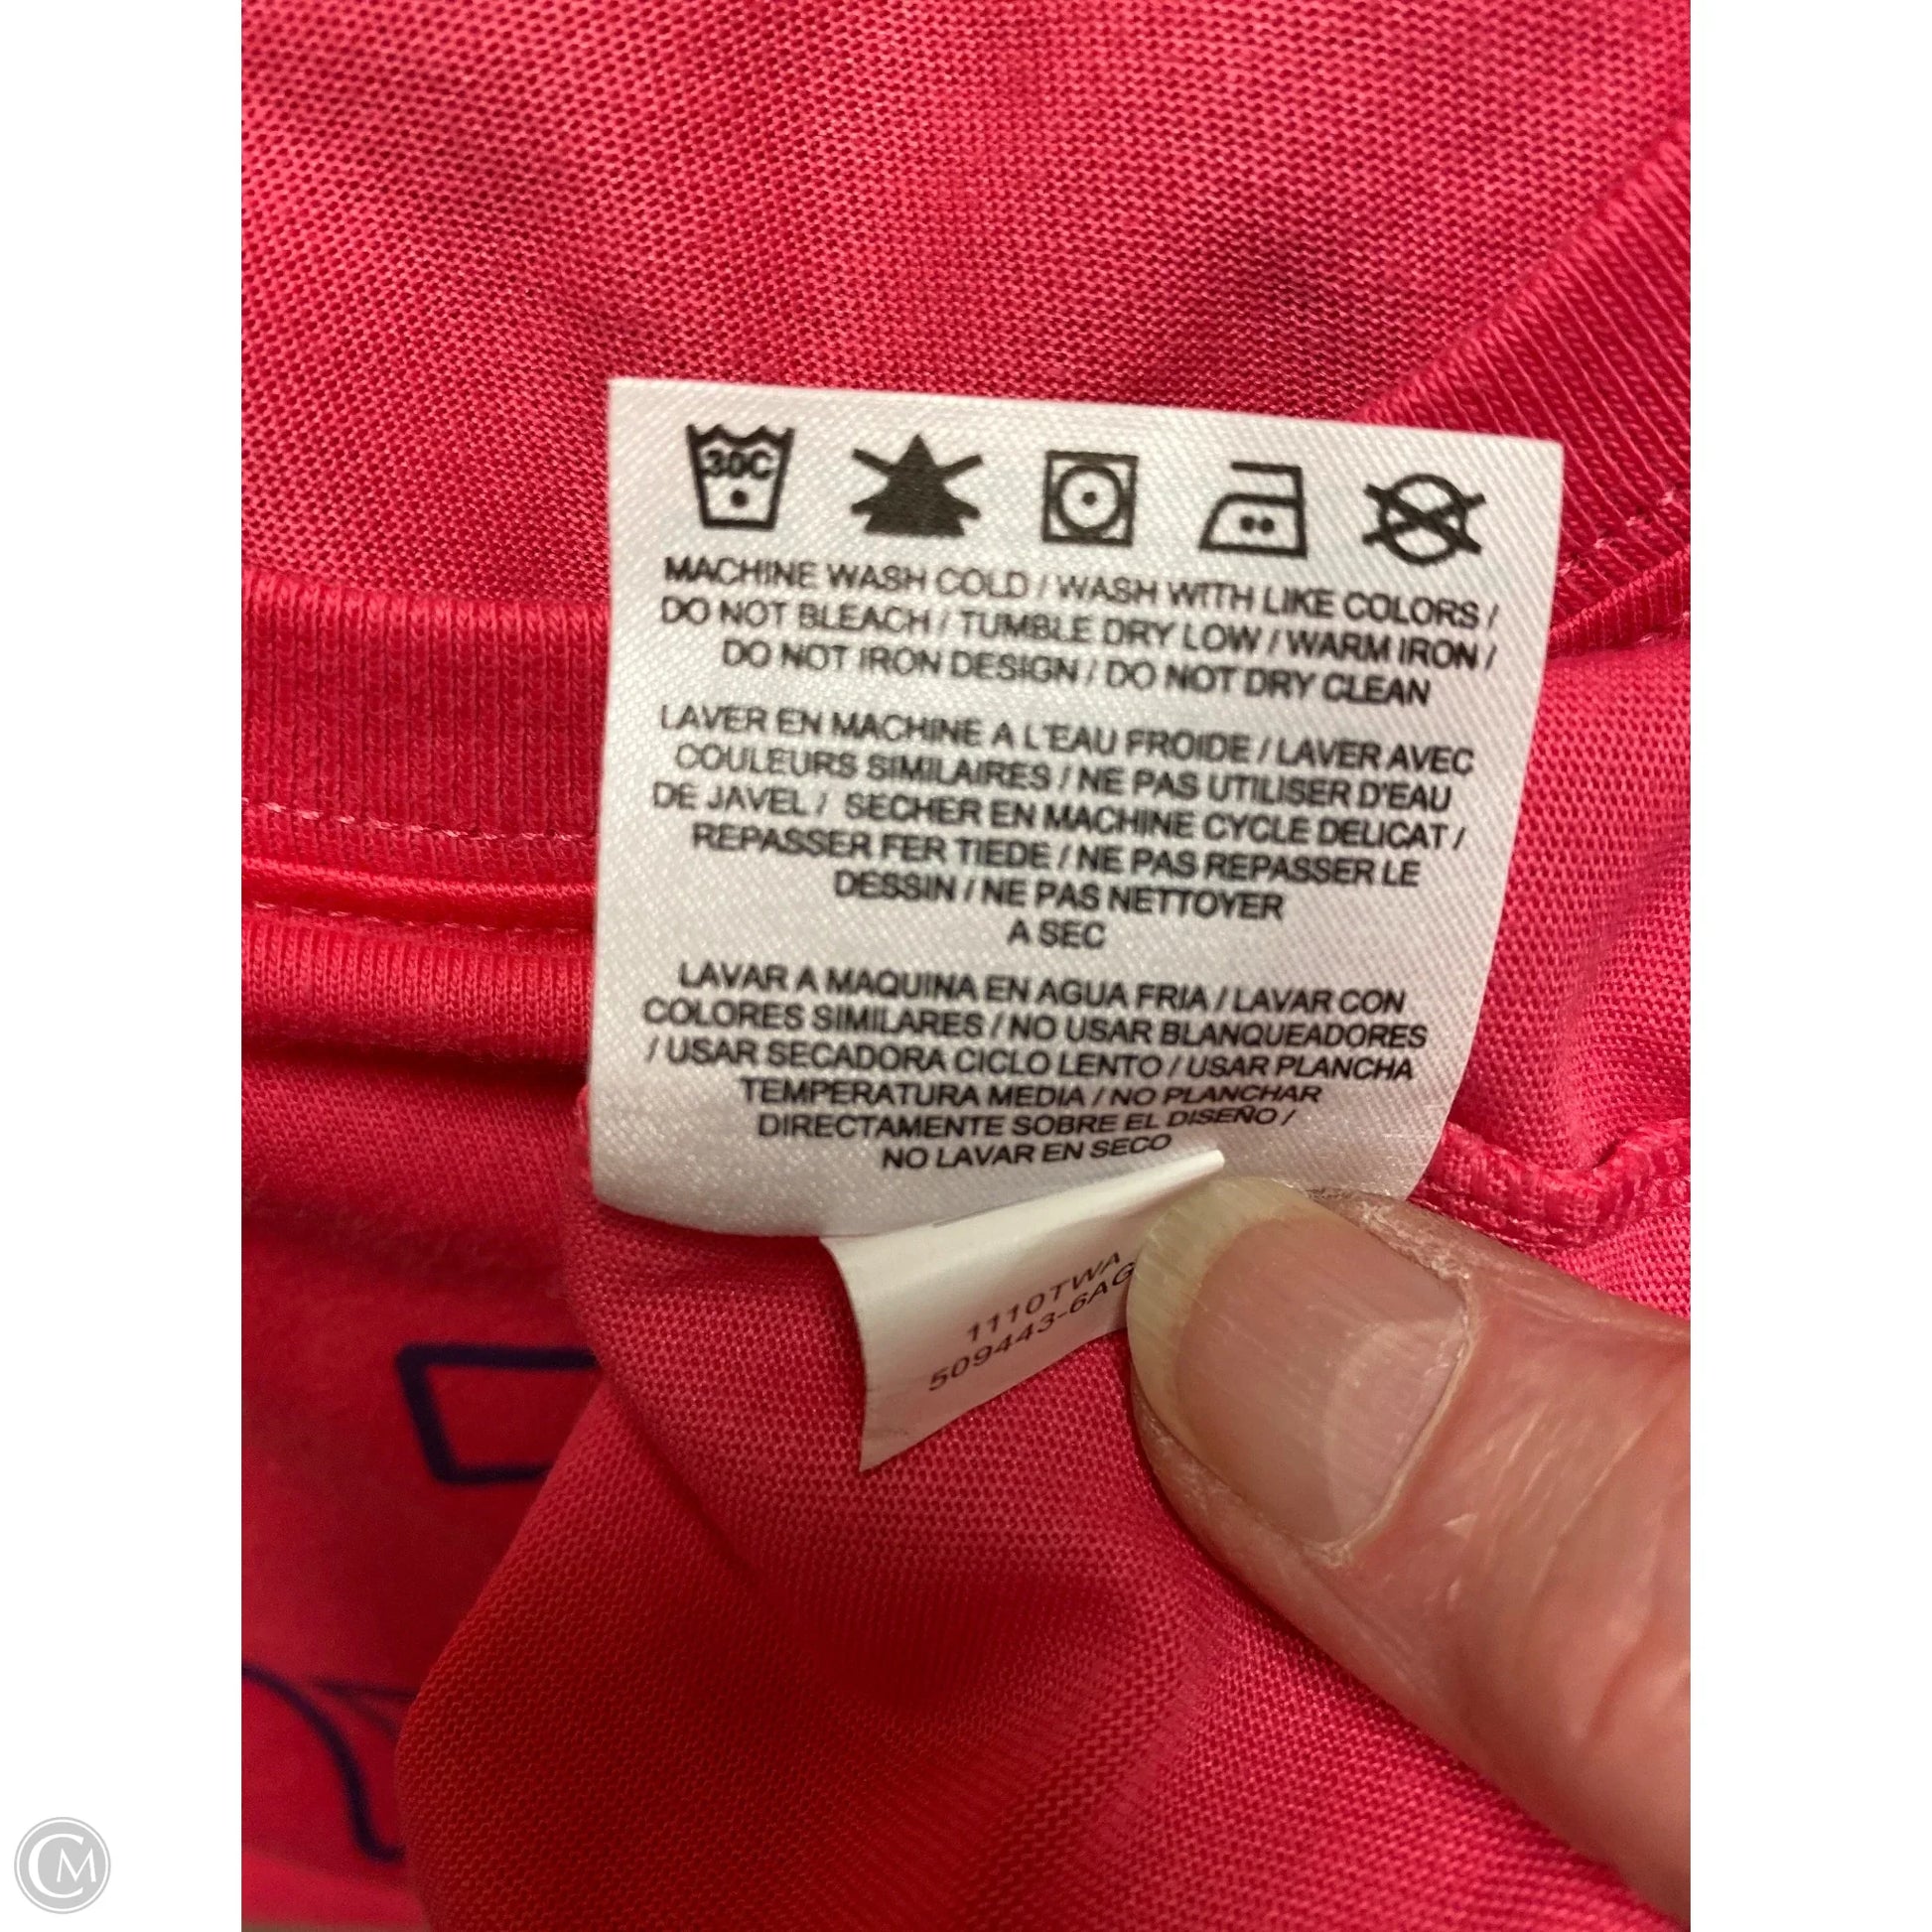 30C
MACHINE WASH COLD / WASH WITH LIKE COLORS /
DO NOT BLEACH / TUMBLE DRY LOW / WARM IRON /
DO NOT IRON DESIGN / DO NOT DRY CLEAN
LAVER EN MACHINE A L'EAU FROIDE / LAVER AVEC
COULEURS SIMILAIRES / NE PAS UTILISER D'EAU
DE JAVEL / SECHER EN MACHINE CYCLE DELICAT /
REPASSER FER TIEDE / NE PAS REPASSER LE
DESSIN / NE PAS NETTOYER
A SEC
LAVAR A MAQUINA EN AGUA FRIA / LAVAR CON
COLORES SIMILARES / NO USAR BLANQUEADORES
/ USAR SECADORA CICLO LENTO / USAR PLANCHA
TEMPERATURA MEDIA / NO PLANCHAR
DIRECTAMENTE SOBRE EL DISEÑO /
NO LAVAR EN SECO
1110TWA
509443-6AG
CM